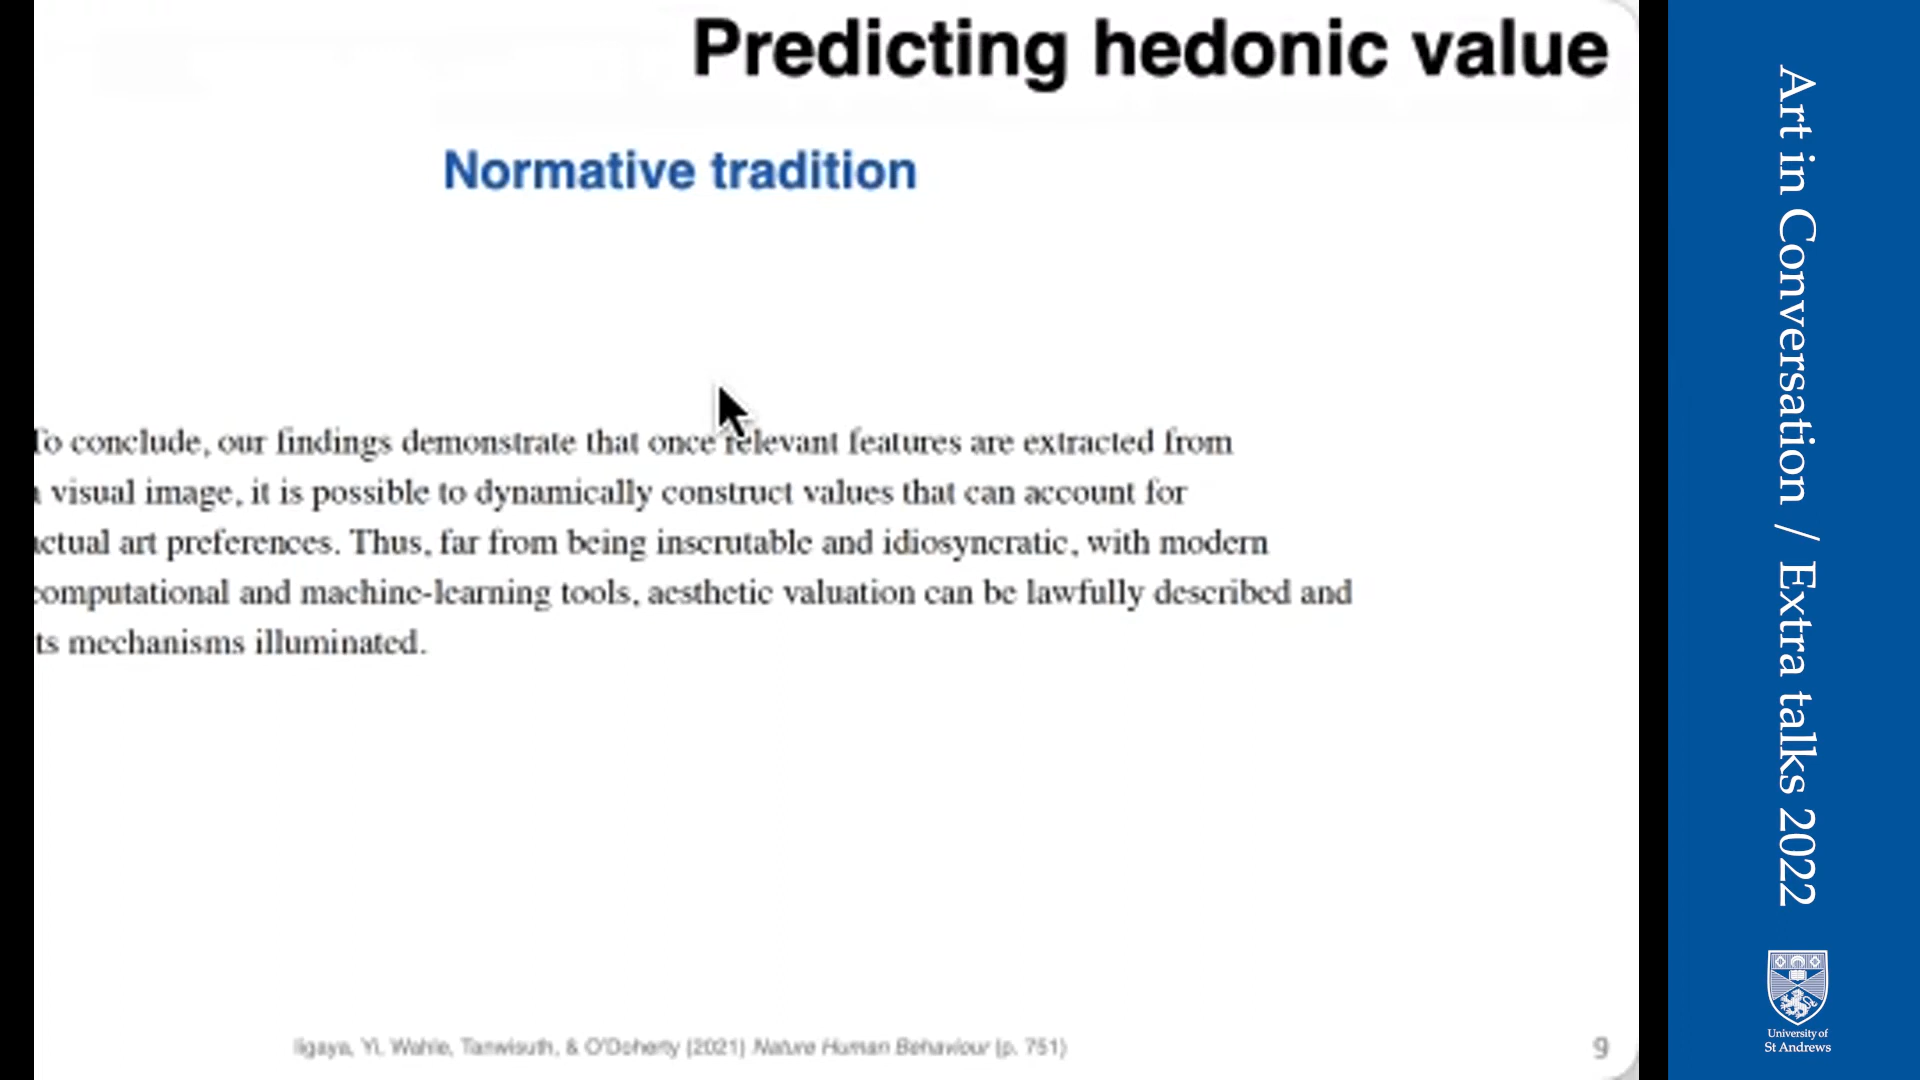 Predicting hedonic value
Normative tradition
To conclude, our findings demonstrate that once relevant features are extracted from
visual image, it is possible to dynamically construct values that can account for
actual art preferences. Thus, far from being inscrutable and idiosyncratic, with modern
computational and machine-learning tools, aesthetic valuation can be lawfully described and
ts mechanisms illuminated.
Iigaya, Yi, Wahle, Tanwisuth, & O'Doherty (2021) Nature Human Behaviour (p. 751)
9
Art in Conversation / Extra talks 2022
University of
St Andrews